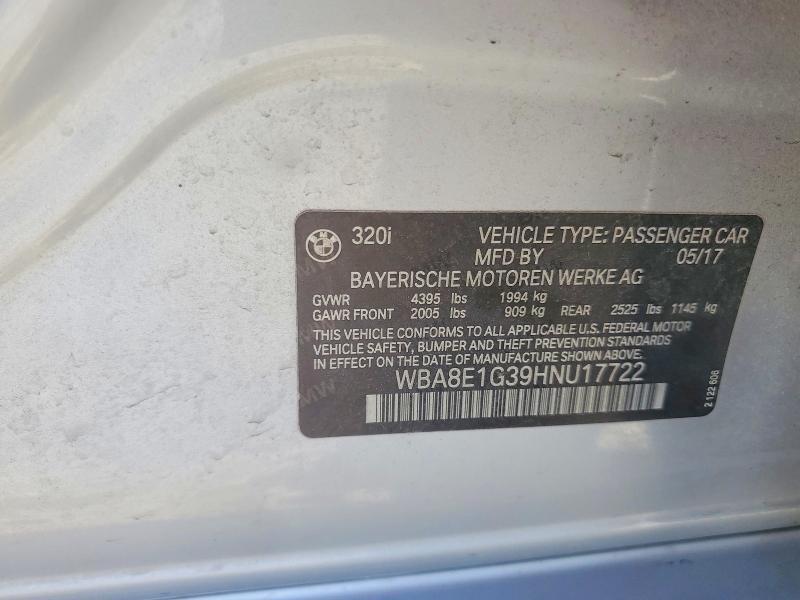 BMW 320i VEHICLE TYPE: PASSENGER CAR
MFD BY 05/17
BAYERISCHE MOTOREN WERKE AG
GVWR 4395 lbs 1994 kg
GAWR FRONT 2005 lbs 909 kg REAR 2525 lbs 1145 kg
THIS VEHICLE CONFORMS TO ALL APPLICABLE U.S. FEDERAL MOTOR
VEHICLE SAFETY, BUMPER AND THEFT PREVENTION STANDARDS
IN EFFECT ON THE DATE OF MANUFACTURE SHOWN ABOVE.
WBA8E1G39HNU17722
2 122 606